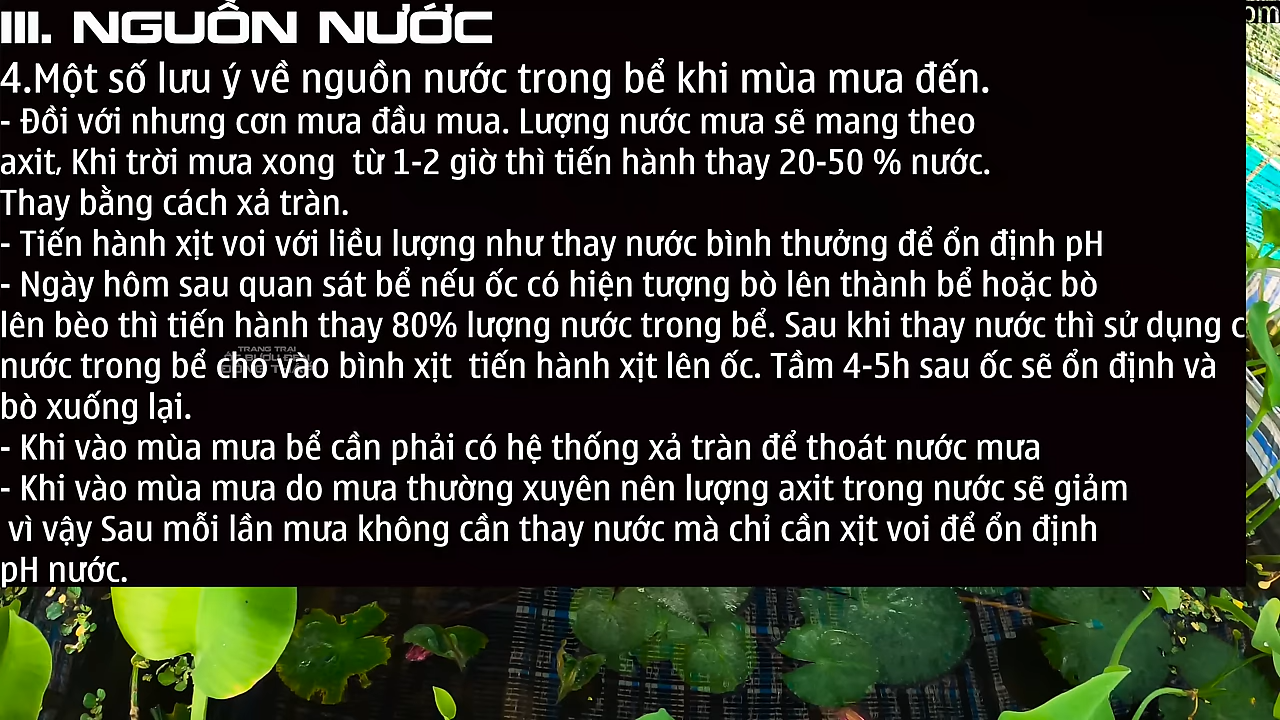 III. NGUỒN NƯỚC
4.Một số lưu ý về nguồn nước trong bể khi mùa mưa đến.
- Đồi với nhưng cơn mưa đầu mua. Lượng nước mưa sẽ mang theo
axit, Khi trời mưa xong từ 1-2 giờ thì tiến hành thay 20-50 % nước.
Thay bằng cách xả tràn.
- Tiến hành xịt voi với liều lượng như thay nước bình thưởng để ổn định pH
- Ngày hôm sau quan sát bể nếu ốc có hiện tượng bò lên thành bể hoặc bò
lên bèo thì tiến hành thay 80% lượng nước trong bể. Sau khi thay nước thì sử dụng c
nước trong bể cho vào bình xịt tiến hành xịt lên ốc. Tầm 4-5h sau ốc sẽ ổn định và
bò xuống lại.
- Khi vào mùa mưa bể cần phải có hệ thống xả tràn để thoát nước mưa
- Khi vào mùa mưa do mưa thường xuyên nên lượng axit trong nước sẽ giảm
vì vậy Sau mỗi lần mưa không cần thay nước mà chỉ cần xịt voi để ổn định
pH nước.
TRANG TRẠI